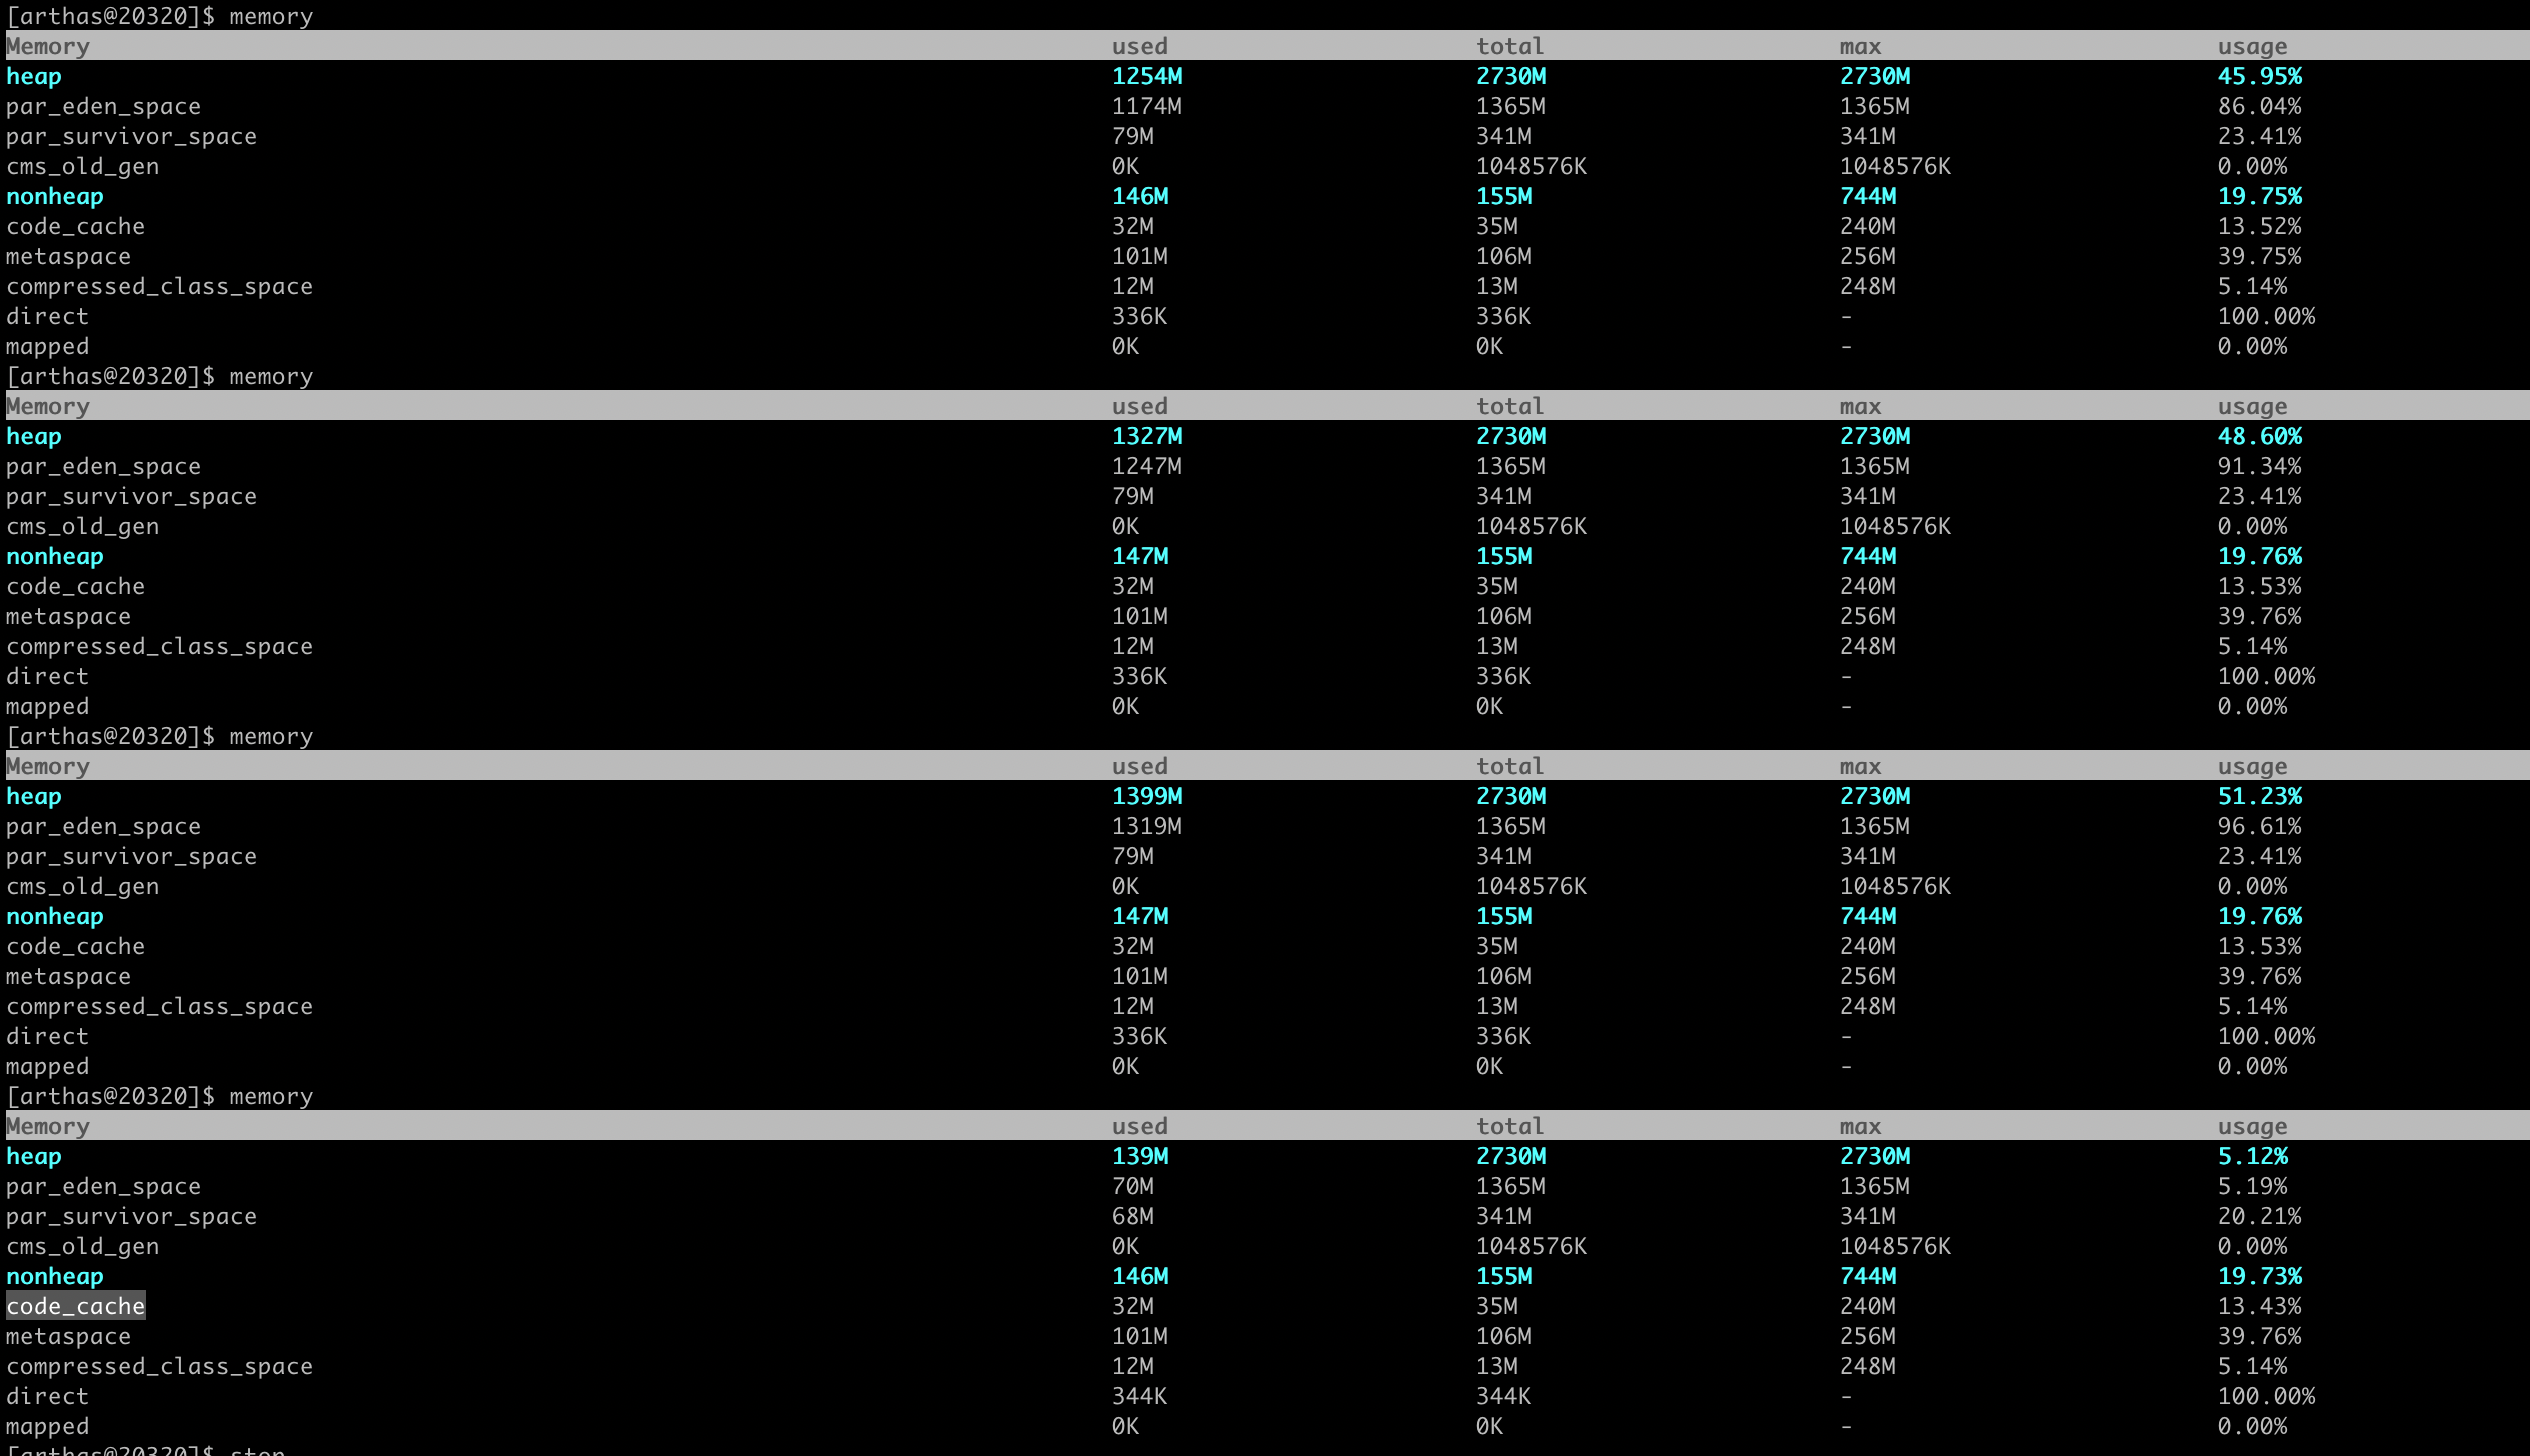 [arthas@20320]$ memory
Memory used total max usage
heap 1254M 2730M 2730M 45.95%
par_eden_space 1174M 1365M 1365M 86.04%
par_survivor_space 79M 341M 341M 23.41%
cms_old_gen 0K 1048576K 1048576K 0.00%
nonheap 146M 155M 744M 19.75%
code_cache 32M 35M 240M 13.52%
metaspace 101M 106M 256M 39.75%
compressed_class_space 12M 13M 248M 5.14%
direct 336K 336K - 100.00%
mapped 0K 0K - 0.00%
[arthas@20320]$ memory
Memory used total max usage
heap 1327M 2730M 2730M 48.60%
par_eden_space 1247M 1365M 1365M 91.34%
par_survivor_space 79M 341M 341M 23.41%
cms_old_gen 0K 1048576K 1048576K 0.00%
nonheap 147M 155M 744M 19.76%
code_cache 32M 35M 240M 13.53%
metaspace 101M 106M 256M 39.76%
compressed_class_space 12M 13M 248M 5.14%
direct 336K 336K - 100.00%
mapped 0K 0K - 0.00%
[arthas@20320]$ memory
Memory used total max usage
heap 1399M 2730M 2730M 51.23%
par_eden_space 1319M 1365M 1365M 96.61%
par_survivor_space 79M 341M 341M 23.41%
cms_old_gen 0K 1048576K 1048576K 0.00%
nonheap 147M 155M 744M 19.76%
code_cache 32M 35M 240M 13.53%
metaspace 101M 106M 256M 39.76%
compressed_class_space 12M 13M 248M 5.14%
direct 336K 336K - 100.00%
mapped 0K 0K - 0.00%
[arthas@20320]$ memory
Memory used total max usage
heap 139M 2730M 2730M 5.12%
par_eden_space 70M 1365M 1365M 5.19%
par_survivor_space 68M 341M 341M 20.21%
cms_old_gen 0K 1048576K 1048576K 0.00%
nonheap 146M 155M 744M 19.73%
code_cache 32M 35M 240M 13.43%
metaspace 101M 106M 256M 39.76%
compressed_class_space 12M 13M 248M 5.14%
direct 344K 344K - 100.00%
mapped 0K 0K - 0.00%
[arthas@20320]$ stop